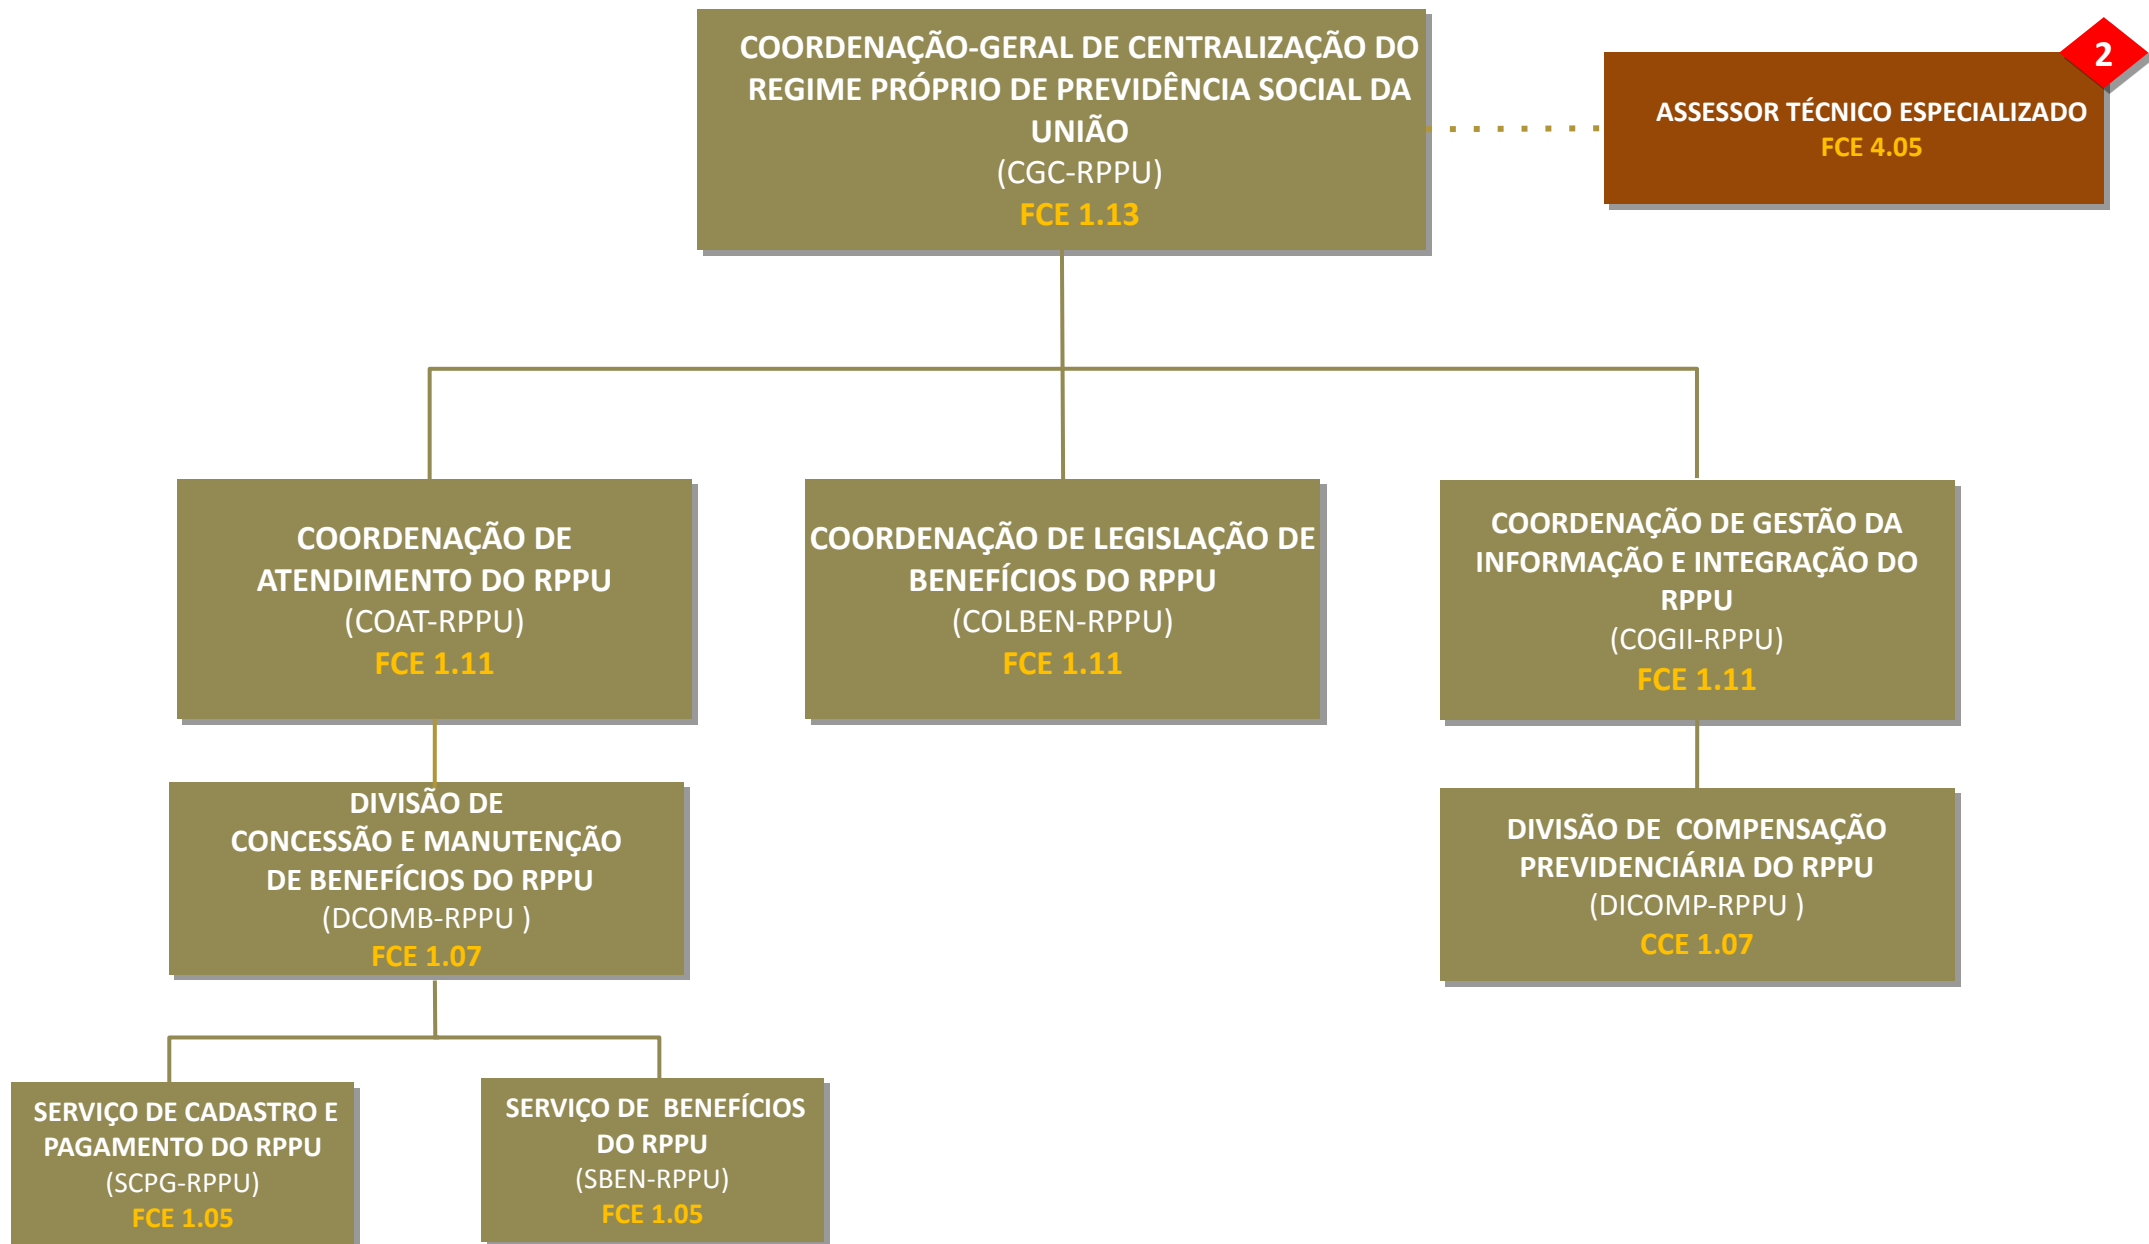 COORDENAÇÃO-GERAL DE CENTRALIZAÇÃO DO
REGIME PRÓPRIO DE PREVIDÊNCIA SOCIAL DA
UNIÃO
(CGC-RPPU)
FCE 1.13
2
ASSESSOR TÉCNICO ESPECIALIZADO
FCE 4.05
COORDENAÇÃO DE
ATENDIMENTO DO RPPU
(COAT-RPPU)
FCE 1.11
COORDENAÇÃO DE LEGISLAÇÃO DE
BENEFÍCIOS DO RPPU
(COLBEN-RPPU)
FCE 1.11
COORDENAÇÃO DE GESTÃO DA
INFORMAÇÃO E INTEGRAÇÃO DO
RPPU
(COGII-RPPU)
FCE 1.11
DIVISÃO DE
CONCESSÃO E MANUTENÇÃO
DE BENEFÍCIOS DO RPPU
(DCOMB-RPPU )
FCE 1.07
DIVISÃO DE  COMPENSAÇÃO
PREVIDENCIÁRIA DO RPPU
(DICOMP-RPPU )
CCE 1.07
SERVIÇO DE CADASTRO E
PAGAMENTO DO RPPU
(SCPG-RPPU)
FCE 1.05
SERVIÇO DE  BENEFÍCIOS
DO RPPU
(SBEN-RPPU)
FCE 1.05